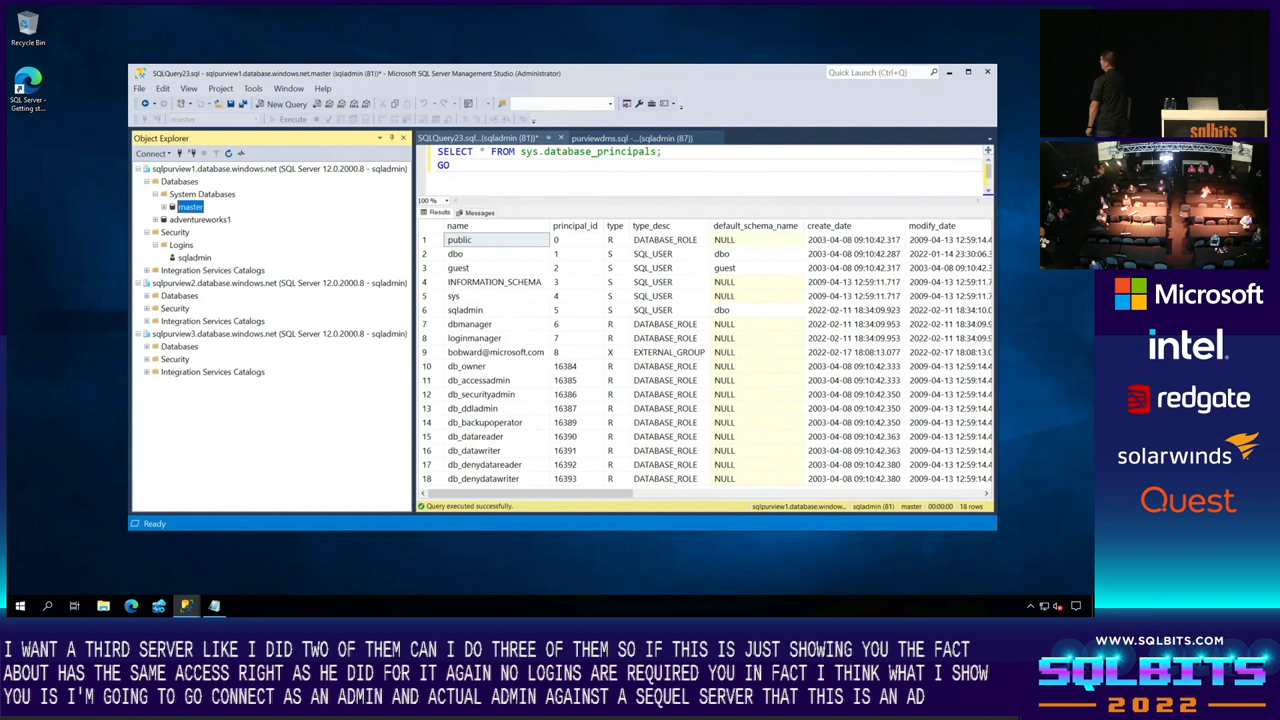 Recycle Bin
SQL Server -
Getting st...
SQLQuery23.sql - sqlpurview1.database.windows.net.master (sqladmin (81))* - Microsoft SQL Server Management Studio (Administrator)
Quick Launch (Ctrl+Q)
File Edit View Project Tools Window Help
New Query
master Execute
Object Explorer
SQLQuery23.sql...(sqladmin (81))* purviewdms.sql -...(sqladmin (87))
Connect
SELECT * FROM sys.database_principals;
GO
sqlpurview1.database.windows.net (SQL Server 12.0.2000.8 - sqladmin)
Databases
System Databases
master
adventureworks1
Security
Logins
sqladmin
Integration Services Catalogs
sqlpurview2.database.windows.net (SQL Server 12.0.2000.8 - sqladmin)
Databases
Security
Integration Services Catalogs
sqlpurview3.database.windows.net (SQL Server 12.0.2000.8 - sqladmin)
Databases
Security
Integration Services Catalogs
100 %
Results Messages
name principal_id type type_desc default_schema_name create_date modify_date
1 public 0 R DATABASE_ROLE NULL 2003-04-08 09:10:42.317 2009-04-13 12:59:14.4
2 dbo 1 S SQL_USER dbo 2003-04-08 09:10:42.287 2022-01-14 23:30:06.3
3 guest 2 S SQL_USER guest 2003-04-08 09:10:42.317 2003-04-08 09:10:42.3
4 INFORMATION_SCHEMA 3 S SQL_USER NULL 2009-04-13 12:59:11.717 2009-04-13 12:59:11.7
5 sys 4 S SQL_USER NULL 2009-04-13 12:59:11.717 2009-04-13 12:59:11.7
6 sqladmin 5 S SQL_USER dbo 2022-02-11 18:34:09.923 2022-02-11 18:34:10.0
7 dbmanager 6 R DATABASE_ROLE NULL 2022-02-11 18:34:09.953 2022-02-11 18:34:09.9
8 loginmanager 7 R DATABASE_ROLE NULL 2022-02-11 18:34:09.953 2022-02-11 18:34:09.9
9 bobward@microsoft.com 8 X EXTERNAL_GROUP NULL 2022-02-17 18:08:13.077 2022-02-17 18:08:13.0
10 db_owner 16384 R DATABASE_ROLE NULL 2003-04-08 09:10:42.333 2009-04-13 12:59:14.4
11 db_accessadmin 16385 R DATABASE_ROLE NULL 2003-04-08 09:10:42.333 2009-04-13 12:59:14.4
12 db_securityadmin 16386 R DATABASE_ROLE NULL 2003-04-08 09:10:42.350 2009-04-13 12:59:14.4
13 db_ddladmin 16387 R DATABASE_ROLE NULL 2003-04-08 09:10:42.350 2009-04-13 12:59:14.4
14 db_backupoperator 16389 R DATABASE_ROLE NULL 2003-04-08 09:10:42.350 2009-04-13 12:59:14.4
15 db_datareader 16390 R DATABASE_ROLE NULL 2003-04-08 09:10:42.363 2009-04-13 12:59:14.4
16 db_datawriter 16391 R DATABASE_ROLE NULL 2003-04-08 09:10:42.363 2009-04-13 12:59:14.4
17 db_denydatareader 16392 R DATABASE_ROLE NULL 2003-04-08 09:10:42.380 2009-04-13 12:59:14.4
18 db_denydatawriter 16393 R DATABASE_ROLE NULL 2003-04-08 09:10:42.380 2009-04-13 12:59:14.4
Query executed successfully. sqlpurview1.database.window... sqladmin (81) master 00:00:00 18 rows
Ready
sqlbits
Microsoft
intel.
redgate
solarwinds
Quest
I WANT A THIRD SERVER LIKE I DID TWO OF THEM CAN I DO THREE OF THEM SO IF THIS IS JUST SHOWING YOU THE FACT
ABOUT HAS THE SAME ACCESS RIGHT AS HE DID FOR IT AGAIN NO LOGINS ARE REQUIRED YOU IN FACT I THINK WHAT I SHOW
YOU IS I'M GOING TO GO CONNECT AS AN ADMIN AND ACTUAL ADMIN AGAINST A SEQUEL SERVER THAT THIS IS AN AD
WWW.SQLBITS.COM
SQLBITS
2022